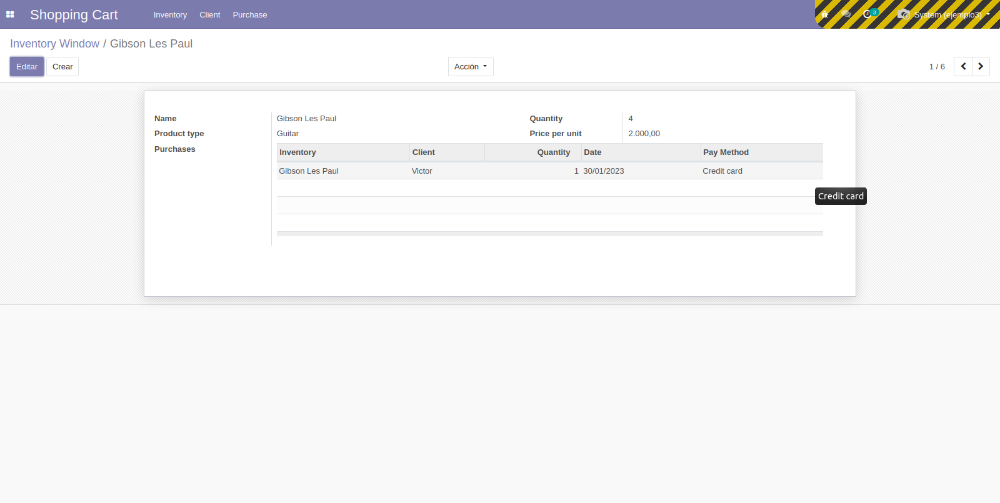 Shopping Cart Inventory Client Purchase 3 System (ejemplo3)
Inventory Window / Gibson Les Paul
Editar Crear Acción 1 / 6
Name Gibson Les Paul Quantity 4
Product type Guitar Price per unit 2.000,00
Purchases
Inventory Client Quantity Date Pay Method
Gibson Les Paul Victor 1 30/01/2023 Credit card
Credit card